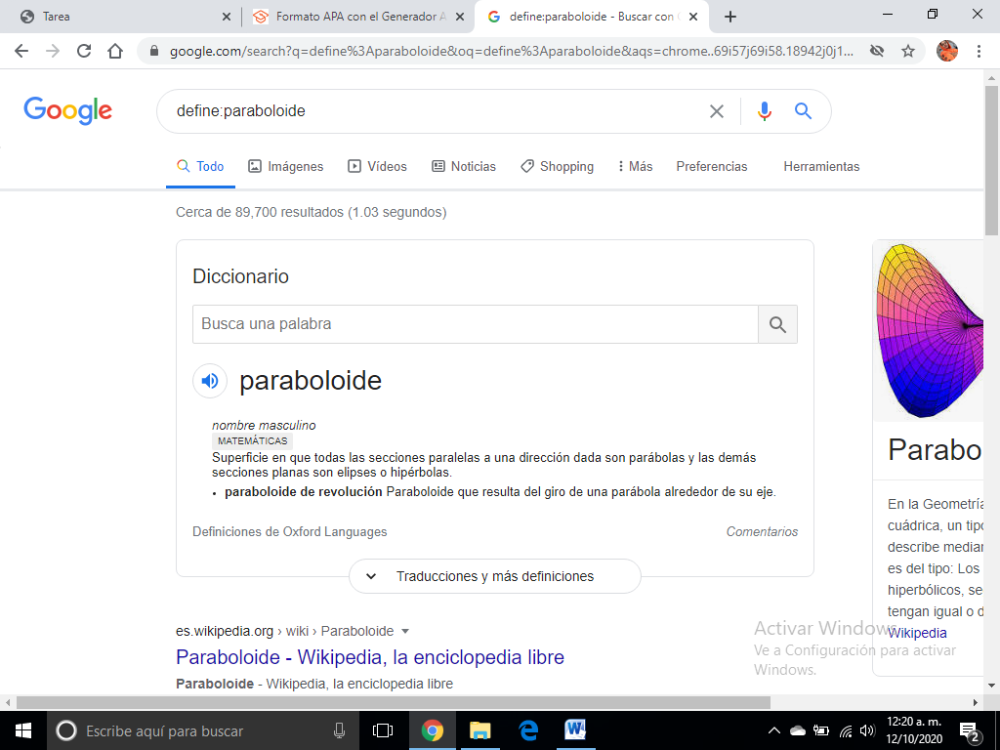 Tarea
Formato APA con el Generador A
define:paraboloide - Buscar con G
google.com/search?q=define%3Aparaboloide&oq=define%3Aparaboloide&aqs=chrome..69i57j69i58.18942j0j1...
Google
define:paraboloide
Todo
Imágenes
Vídeos
Noticias
Shopping
Más
Preferencias
Herramientas
Cerca de 89,700 resultados (1.03 segundos)
Diccionario
Busca una palabra
paraboloide
nombre masculino
MATEMÁTICAS
Superficie en que todas las secciones paralelas a una dirección dada son parábolas y las demás
secciones planas son elipses o hipérbolas.
• paraboloide de revolución Paraboloide que resulta del giro de una parábola alrededor de su eje.
Definiciones de Oxford Languages
Comentarios
Traducciones y más definiciones
es.wikipedia.org › wiki › Paraboloide
Paraboloide - Wikipedia, la enciclopedia libre
Paraboloide - Wikipedia, la enciclopedia libre
Parabo
En la Geometría
cuádrica, un tipo
describe median
es del tipo: Los
hiperbólicos, se
tengan igual o d
Wikipedia
Activar Windows
Ve a Configuración para activar
Windows.
Escribe aquí para buscar
12:20 a. m.
12/10/2020
2